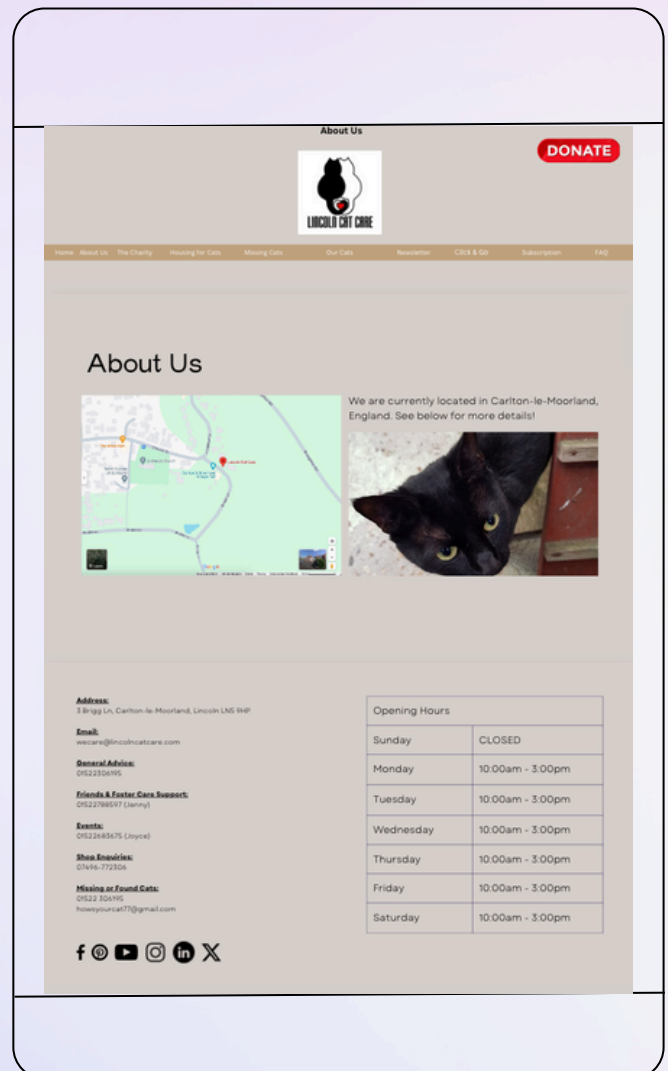 About Us
DONATE
LINCOLN CAT CARE
Home About Us The Charity Housing for Cats Missing Cats Our Cats Newsletter Click & Go Subscription FAQ
About Us
We are currently located in Carlton-le-Moorland,
England. See below for more details!
Google
Address:
3 Brigg Ln, Carlton-le-Moorland, Lincoln LN5 9HP
Email:
wecare@lincolncatcare.com
General Advice:
01522306195
Friends & Foster Care Support:
01522788597 (Jenny)
Events:
01522683675 (Joyce)
Shop Enquiries:
07496-772306
Missing or Found Cats:
01522 306195
howsyourcat77@gmail.com
Opening Hours
Sunday CLOSED
Monday 10:00am - 3:00pm
Tuesday 10:00am - 3:00pm
Wednesday 10:00am - 3:00pm
Thursday 10:00am - 3:00pm
Friday 10:00am - 3:00pm
Saturday 10:00am - 3:00pm